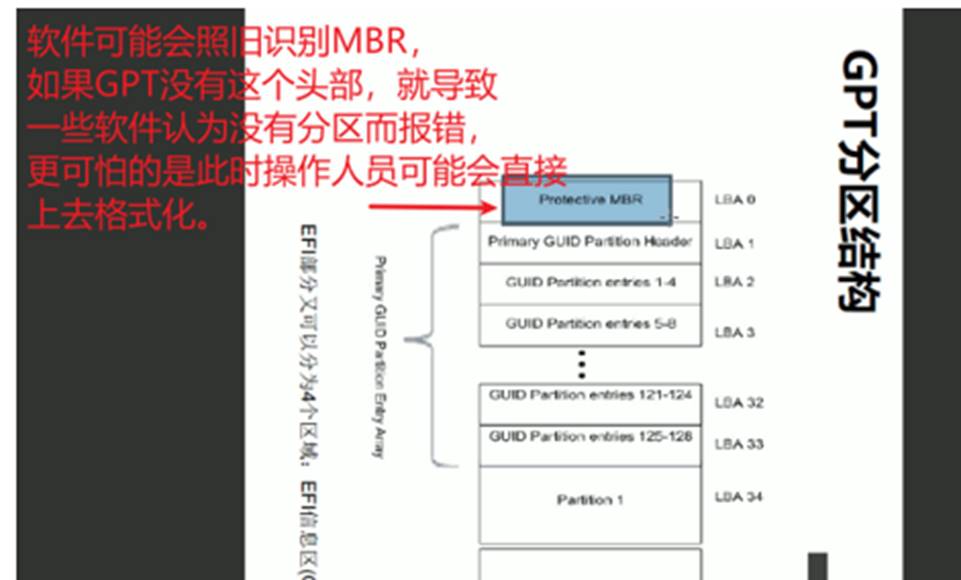 软件可能会照旧识别MBR，
如果GPT没有这个头部，就导致
一些软件认为没有分区而报错，
更可怕的是此时操作人员可能会直接
上去格式化。
GPT分区结构
Protective MBR
LBA 0
Primary GUID Partition Header
LBA 1
GUID Partition entries 1-4
LBA 2
GUID Partition entries 5-8
LBA 3
GUID Partition entries 121-124
LBA 32
GUID Partition entries 125-128
LBA 33
Partition 1
LBA 34
Primary GUID Partition Entry Array
EFI部分又可以分为4个区域：EFI信息区(